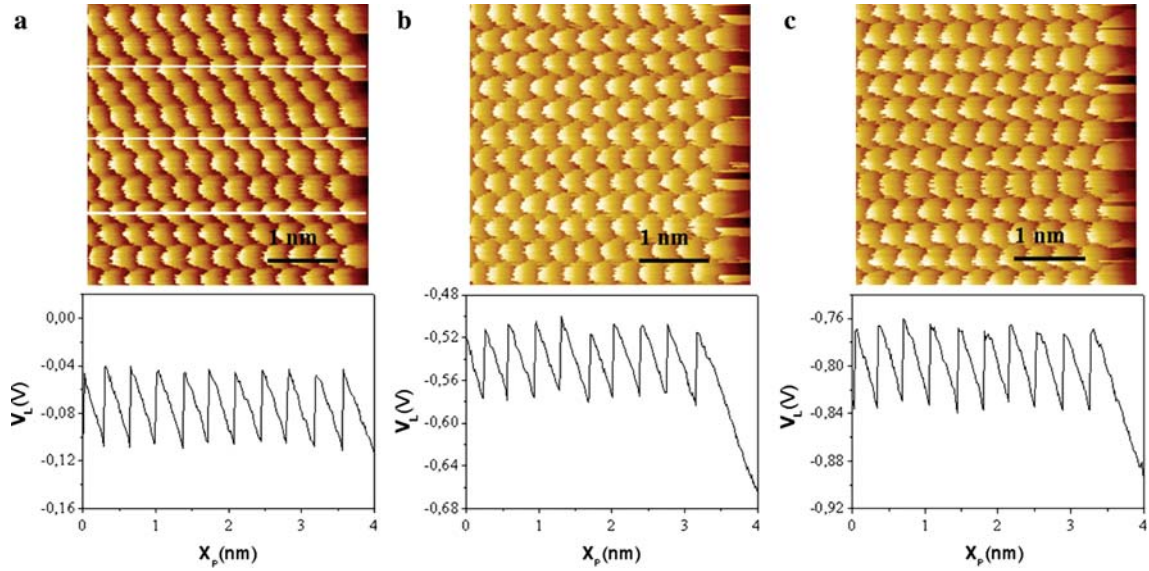 a
b
c
1 nm
1 nm
1 nm
0,00
-0,04
-0,08
-0,12
-0,16
V_L(V)
0
1
2
3
4
X_P(nm)
-0,48
-0,52
-0,56
-0,60
-0,64
-0,68
V_L(V)
0
1
2
3
4
X_P(nm)
-0,76
-0,80
-0,84
-0,88
-0,92
V_L(V)
0
1
2
3
4
X_P(nm)